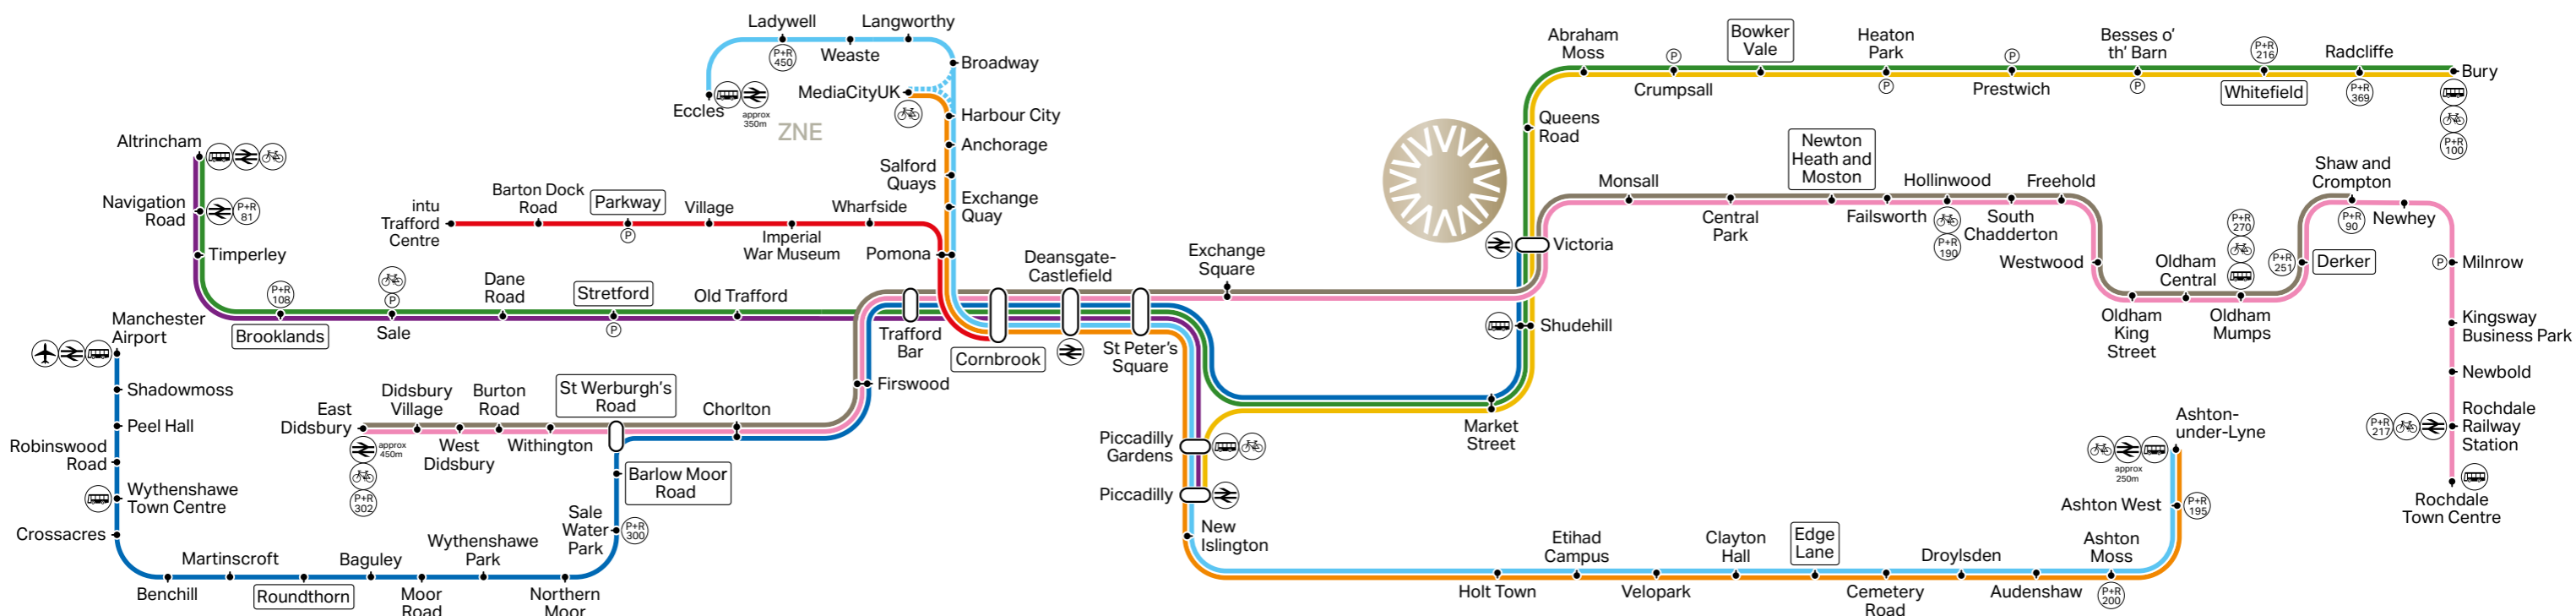 Ladywell
P+R
450
Weaste
Langworthy
Broadway
MediaCityUK
Eccles
approx
350m
ZNE
Harbour City
Anchorage
Salford
Quays
Exchange
Quay
Altrincham
Navigation
Road
P+R
81
Timperley
intu
Trafford
Centre
Barton Dock
Road
Parkway
P
Village
Imperial
War Museum
Wharfside
Pomona
P+R
108
Brooklands
P
Sale
Dane
Road
Stretford
P
Old Trafford
Trafford
Bar
Cornbrook
Deansgate-
Castlefield
St Peter's
Square
Exchange
Square
Victoria
Shudehill
Market
Street
Queens
Road
Abraham
Moss
P
Crumpsall
Bowker
Vale
Heaton
Park
P
P
Prestwich
Besses o'
th' Barn
P
P+R
216
Whitefield
Radcliffe
P+R
369
Bury
P+R
100
Monsall
Central
Park
Newton
Heath and
Moston
Failsworth
Hollinwood
P+R
190
South
Chadderton
Freehold
Westwood
Oldham
King
Street
Oldham
Central
P+R
270
Oldham
Mumps
P+R
251
Derker
Shaw and
Crompton
P+R
90
Newhey
P
Milnrow
Kingsway
Business Park
Newbold
P+R
217
Rochdale
Railway
Station
Rochdale
Town Centre
Manchester
Airport
Shadowmoss
Peel Hall
Robinswood
Road
Wythenshawe
Town Centre
Crossacres
Benchill
Martinscroft
Roundthorn
Baguley
Moor
Road
Wythenshawe
Park
Northern
Moor
Sale
Water
Park
P+R
300
Barlow Moor
Road
St Werburgh's
Road
East
Didsbury
approx
450m
P+R
302
Didsbury
Village
West
Didsbury
Burton
Road
Withington
Chorlton
Firswood
Piccadilly
Gardens
Piccadilly
New
Islington
Holt Town
Etihad
Campus
Velopark
Clayton
Hall
Edge
Lane
Cemetery
Road
Droylsden
Audenshaw
Ashton
Moss
P+R
200
Ashton West
P+R
195
Ashton-
under-Lyne
approx
250m